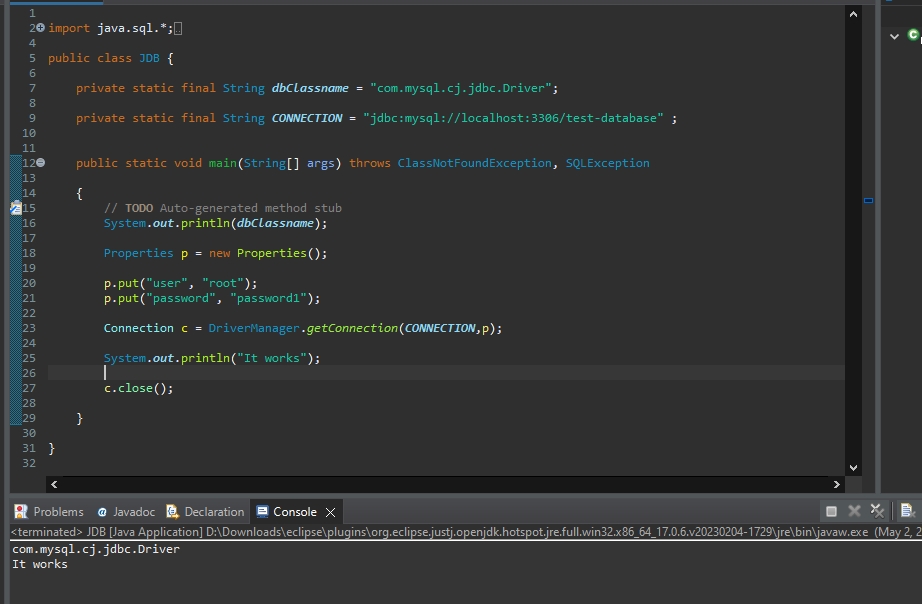 1
2 import java.sql.*;
4
5 public class JDB {
6
7 private static final String dbClassname = "com.mysql.cj.jdbc.Driver";
8
9 private static final String CONNECTION = "jdbc:mysql://localhost:3306/test-database" ;
10
11
12 public static void main(String[] args) throws ClassNotFoundException, SQLException
13
14 {
15 // TODO Auto-generated method stub
16 System.out.println(dbClassname);
17
18 Properties p = new Properties();
19
20 p.put("user", "root");
21 p.put("password", "password1");
22
23 Connection c = DriverManager.getConnection(CONNECTION,p);
24
25 System.out.println("It works");
26
27 c.close();
28
29 }
30
31 }
32
Problems Javadoc Declaration Console
<terminated> JDB [Java Application] D:\Downloads\eclipse\plugins\org.eclipse.justj.openjdk.hotspot.jre.full.win32.x86_64_17.0.6.v20230204-1729\jre\bin\javaw.exe (May 2, 2
com.mysql.cj.jdbc.Driver
It works